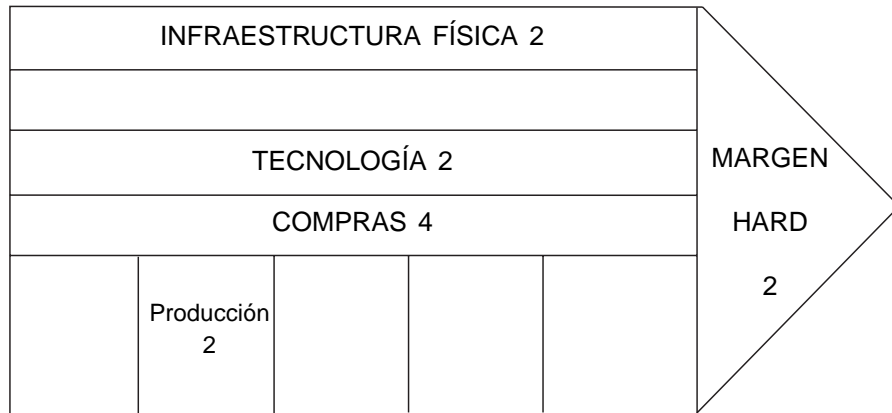 INFRAESTRUCTURA FÍSICA 2
TECNOLOGÍA 2
COMPRAS 4
Producción
2
MARGEN
HARD
2